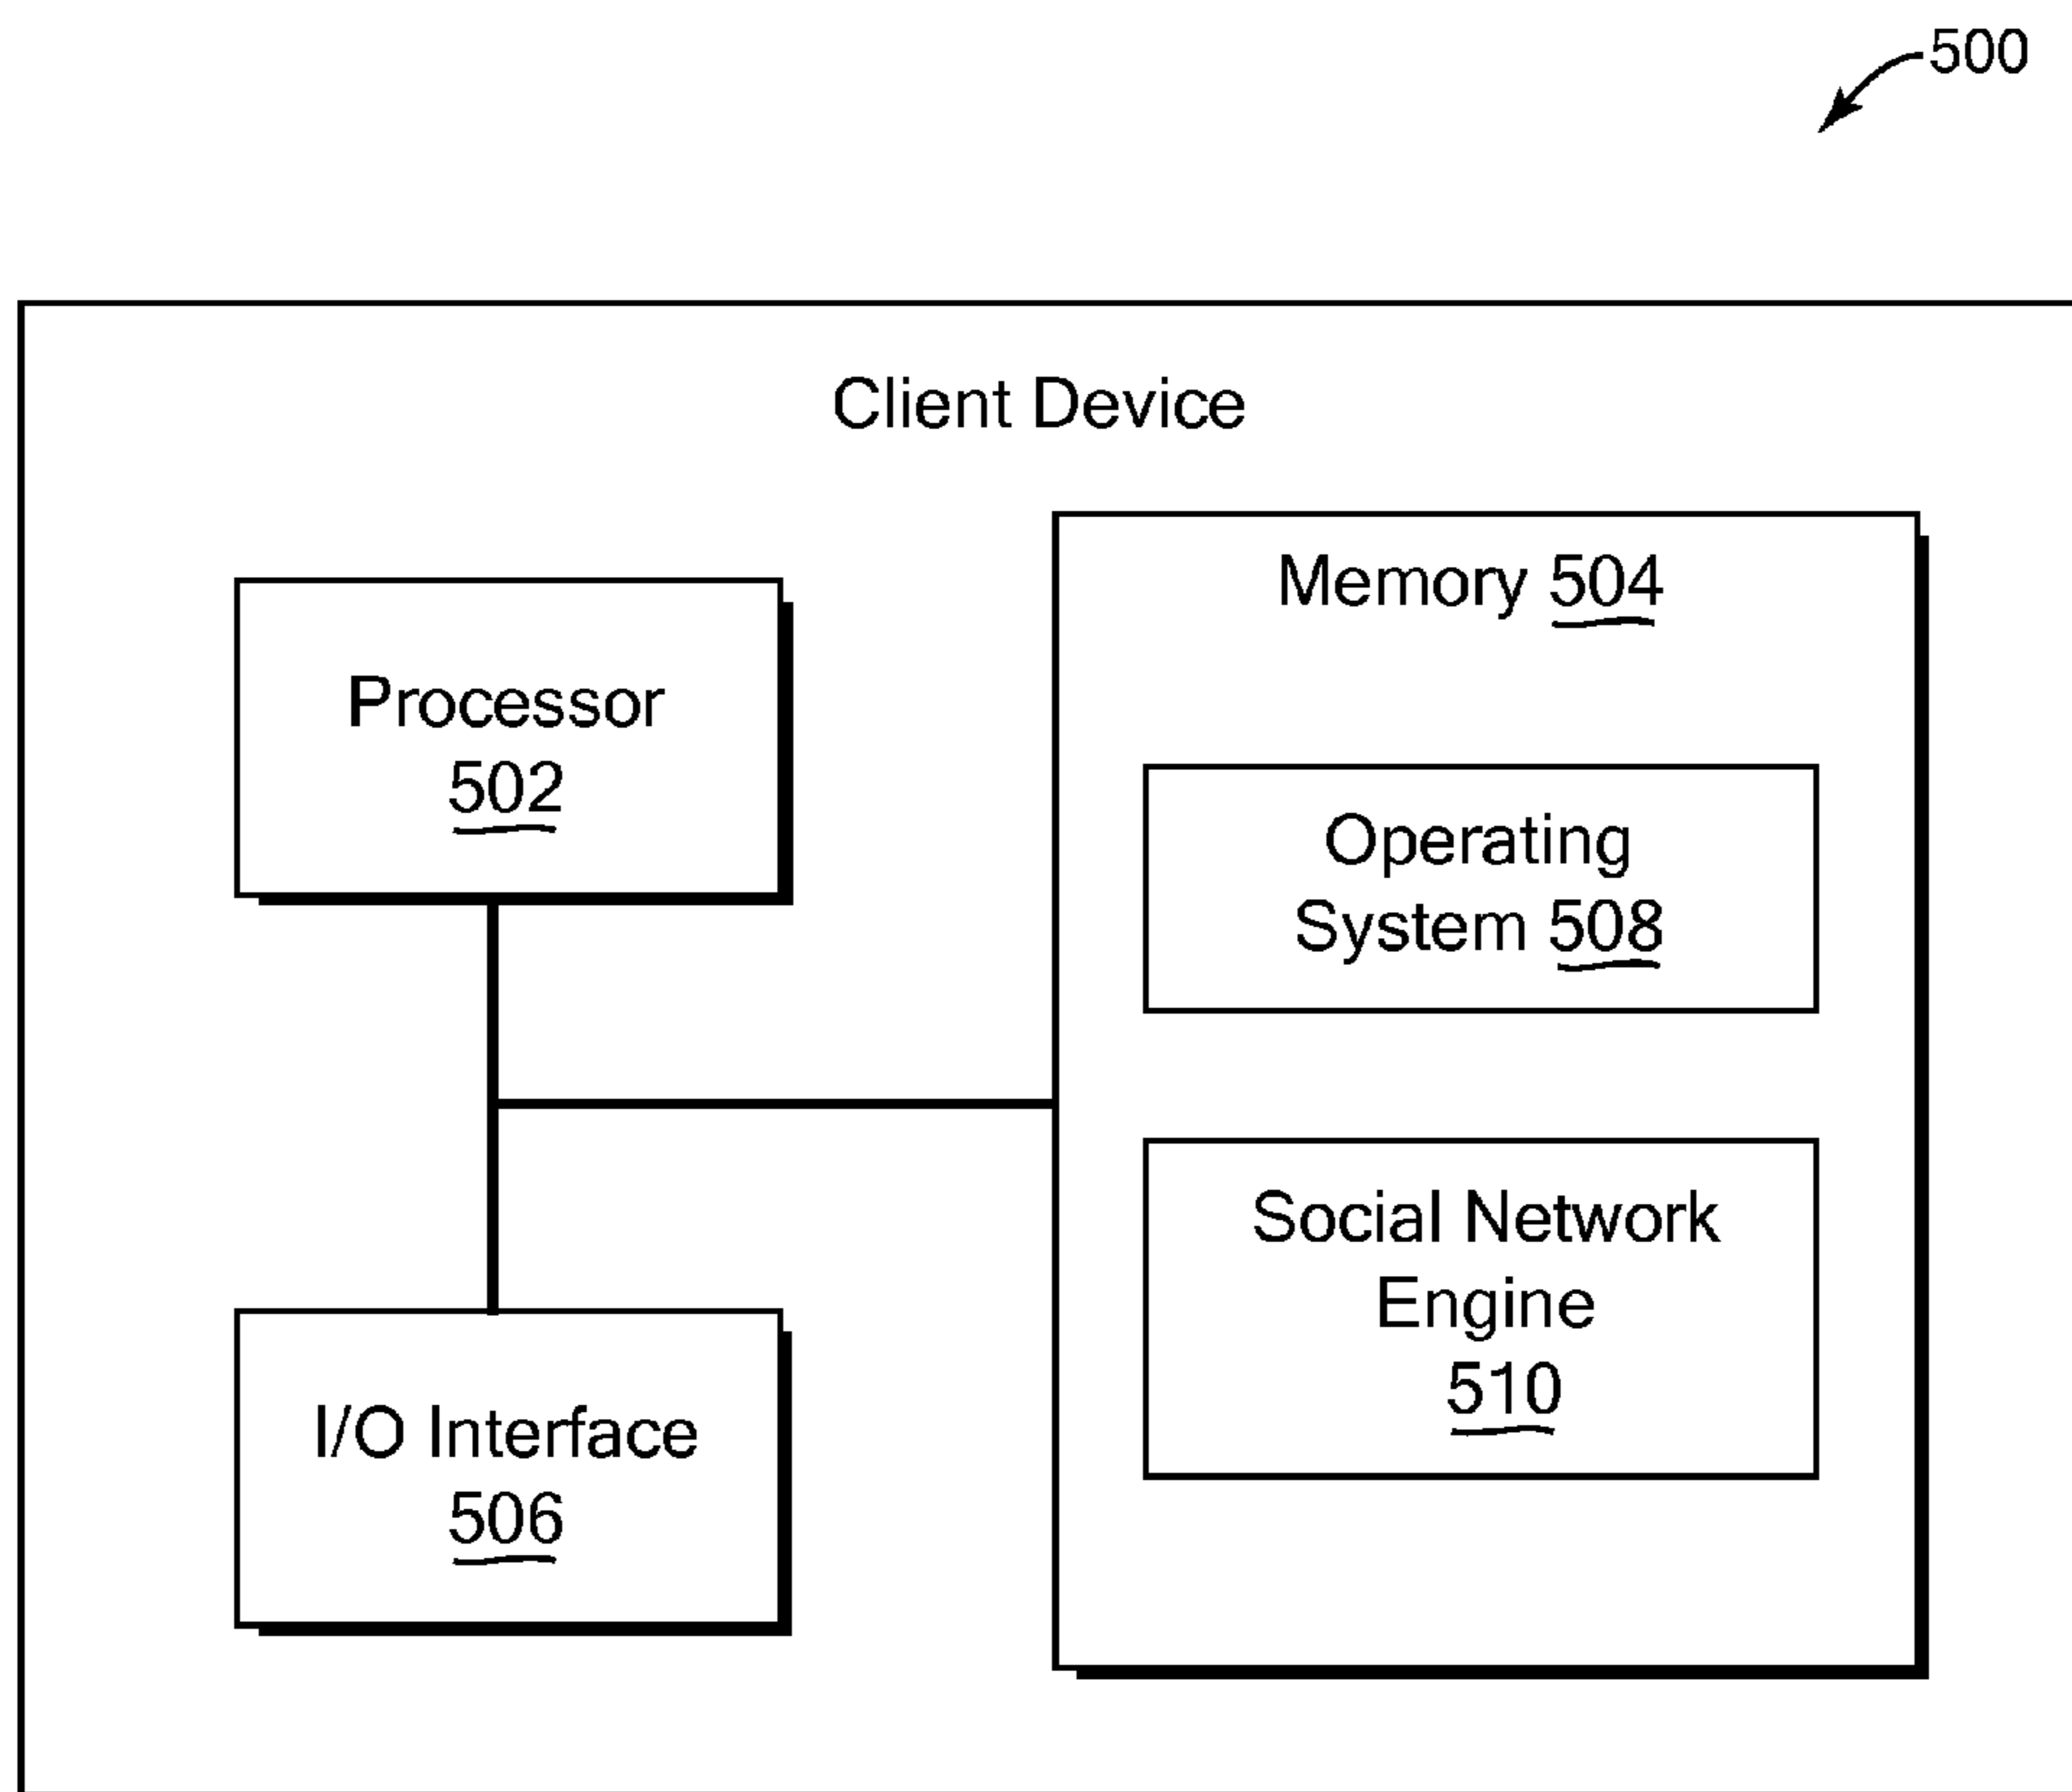 500
Client Device
Processor
502
Memory 504
Operating
System 508
Social Network
Engine
510
I/O Interface
506